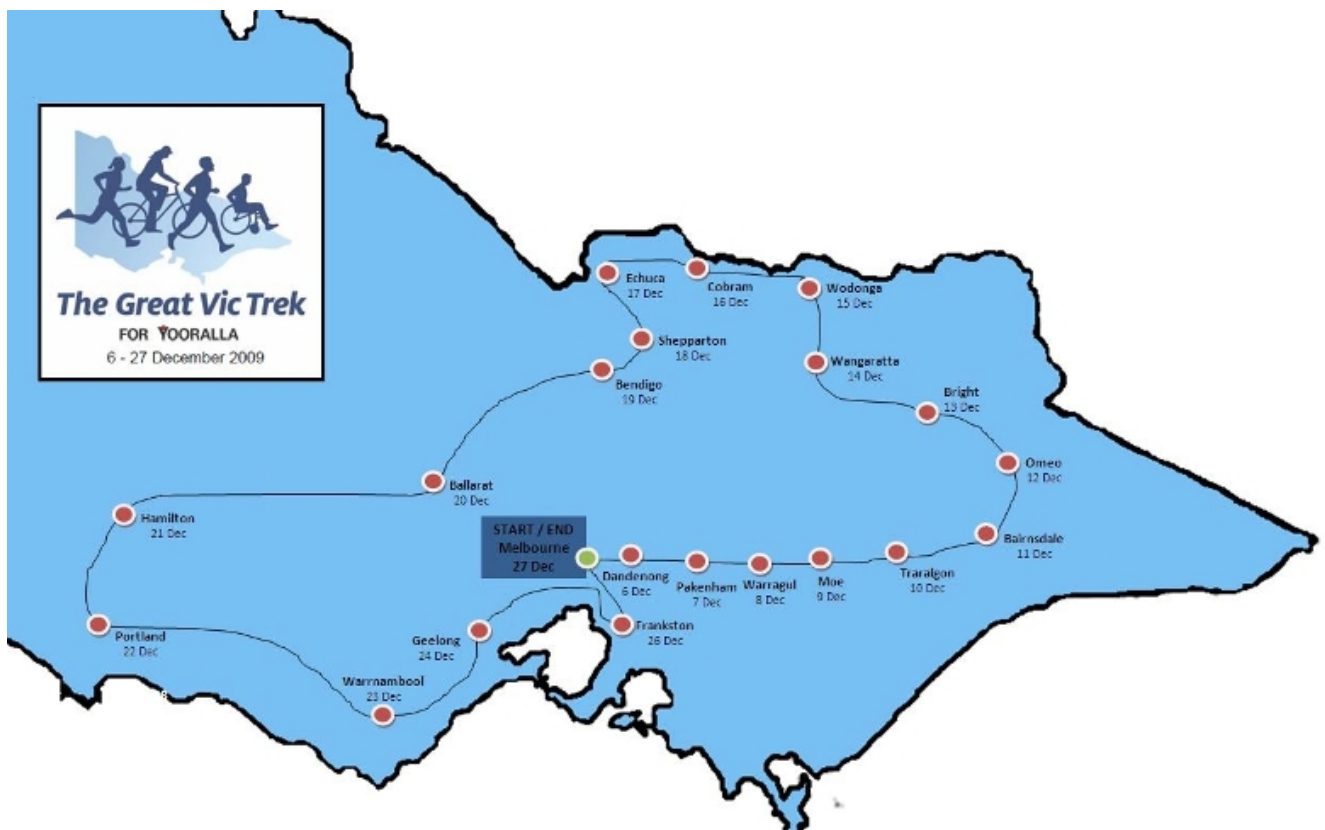 The Great Vic Trek
FOR YOORALLA
6 - 27 December 2009
Echuca
17 Dec
Cobram
16 Dec
Wodonga
15 Dec
Shepparton
18 Dec
Wangaratta
14 Dec
Bendigo
19 Dec
Bright
13 Dec
Omeo
12 Dec
Ballarat
20 Dec
Hamilton
21 Dec
START / END
Melbourne
27 Dec
Bairnsdale
11 Dec
Dandenong
6 Dec
Pakenham
7 Dec
Warragul
8 Dec
Moe
9 Dec
Traralgon
10 Dec
Portland
22 Dec
Geelong
24 Dec
Frankston
26 Dec
Warrnambool
23 Dec